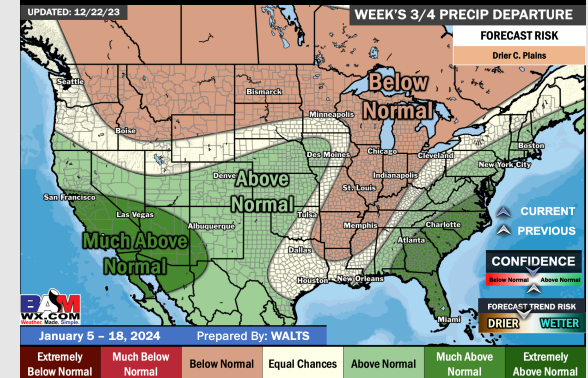 UPDATED: 12/22/23
WEEK'S 3/4 PRECIP DEPARTURE
FORECAST RISK
Drier C. Plains
Seattle
Bismarck
Below
Normal
Minneapolis
Boise
Boston
Des Moines
Chicago
Cleveland
New York City
Denve
Above
Normal
Indianapolis
St. Louis
San Francisco
Las Vegas
Tulsa
CURRENT
Albuquerque
Memphis
Charlotte
PREVIOUS
Much Above
Normal
Atlanta
Dallas
CONFIDENCE
Below Normal
Above Normal
Houston
New Orleans
BAM
WX.COM
Weather. Made. Simple.
FORECAST TREND RISK
DRIER
WETTER
Miami
January 5 – 18, 2024
Prepared By: WALTS
Extremely
Below Normal
Much Below
Normal
Below Normal
Equal Chances
Above Normal
Much Above
Normal
Extremely
Above Normal